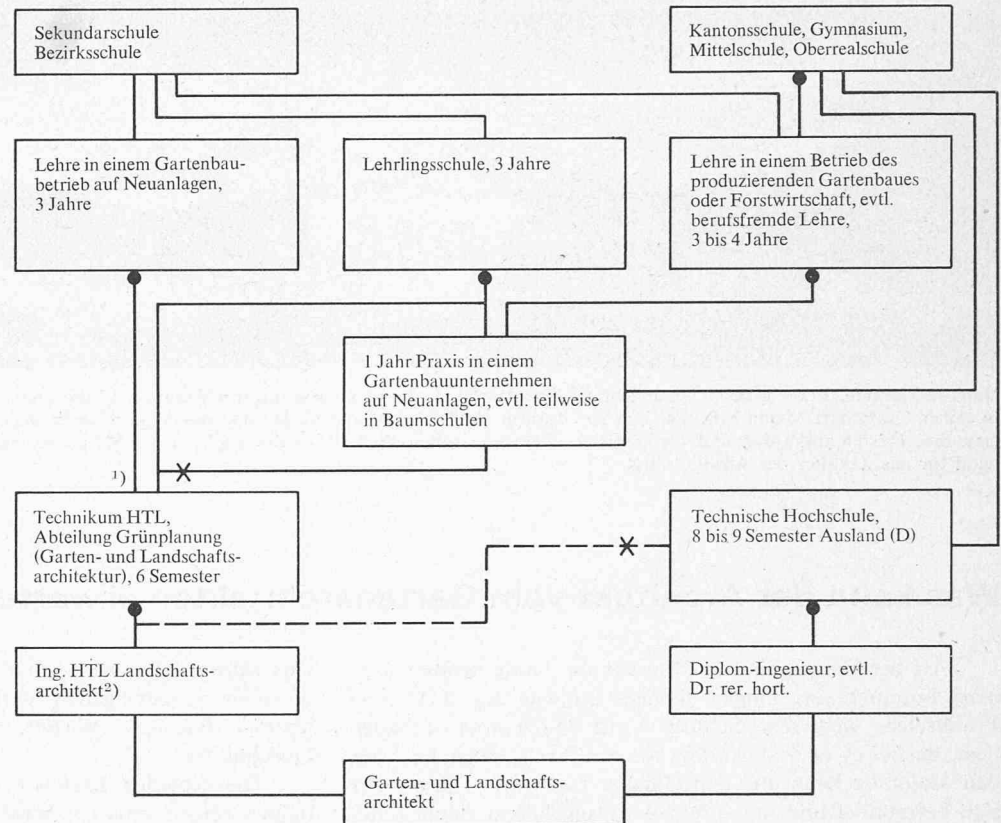 Sekundarschule
Bezirksschule
Kantonsschule, Gymnasium,
Mittelschule, Oberrealschule
Lehre in einem Gartenbau-
betrieb auf Neuanlagen,
3 Jahre
Lehrlingsschule, 3 Jahre
Lehre in einem Betrieb des
produzierenden Gartenbaues
oder Forstwirtschaft, evtl.
berufsfremde Lehre,
3 bis 4 Jahre
1 Jahr Praxis in einem
Gartenbauunternehmen
auf Neuanlagen, evtl. teilweise
in Baumschulen
1)
Technikum HTL,
Abteilung Grünplanung
(Garten- und Landschafts-
architektur), 6 Semester
Technische Hochschule,
8 bis 9 Semester Ausland (D)
Ing. HTL Landschafts-
architekt²)
Diplom-Ingenieur, evtl.
Dr. rer. hort.
Garten- und Landschafts-
architekt